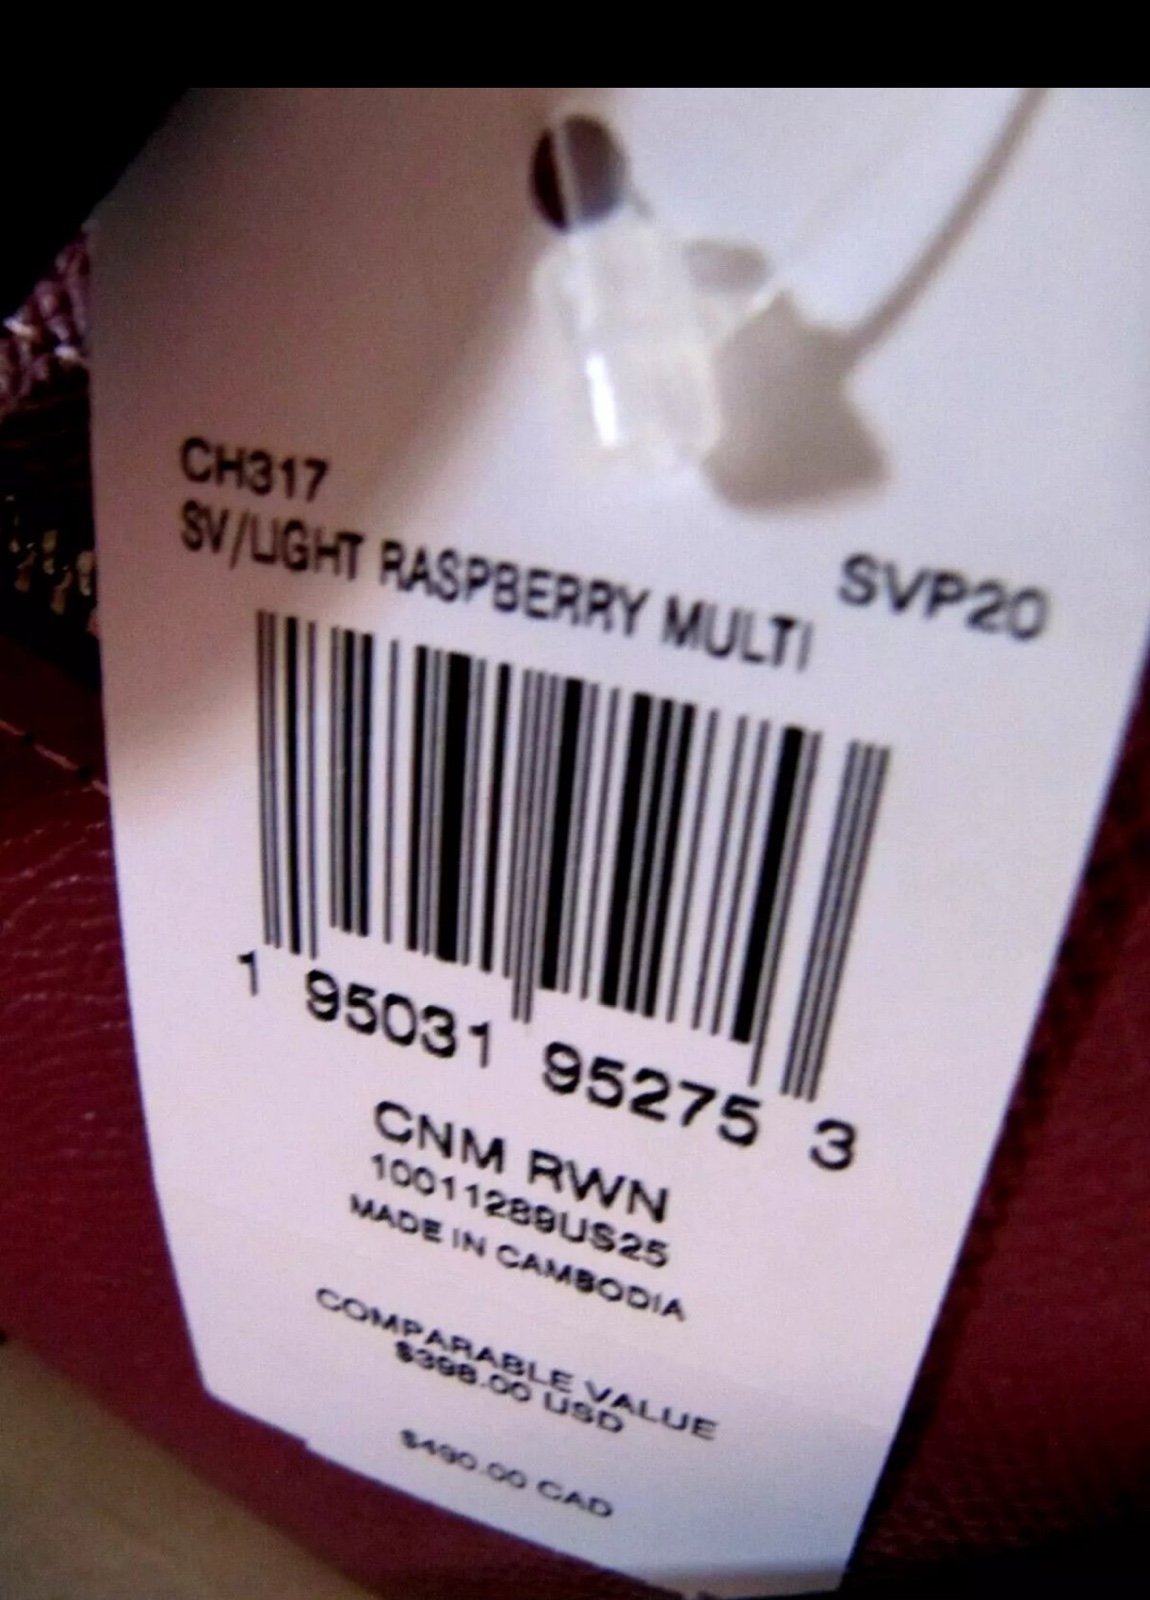 CH317
SV/LIGHT RASPBERRY MULTI SVP20
1 95031 95275 3
CNM RWN
10011289US25
MADE IN CAMBODIA
COMPARABLE VALUE
$398.00 USD
$490.00 CAD